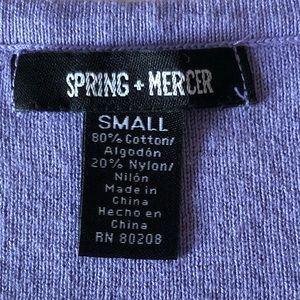 SPRING + MERCER
SMALL
80% Cotton/
Algodón
20% Nylon/
Nilón
Made in
China
Hecho en
China
RN 80208